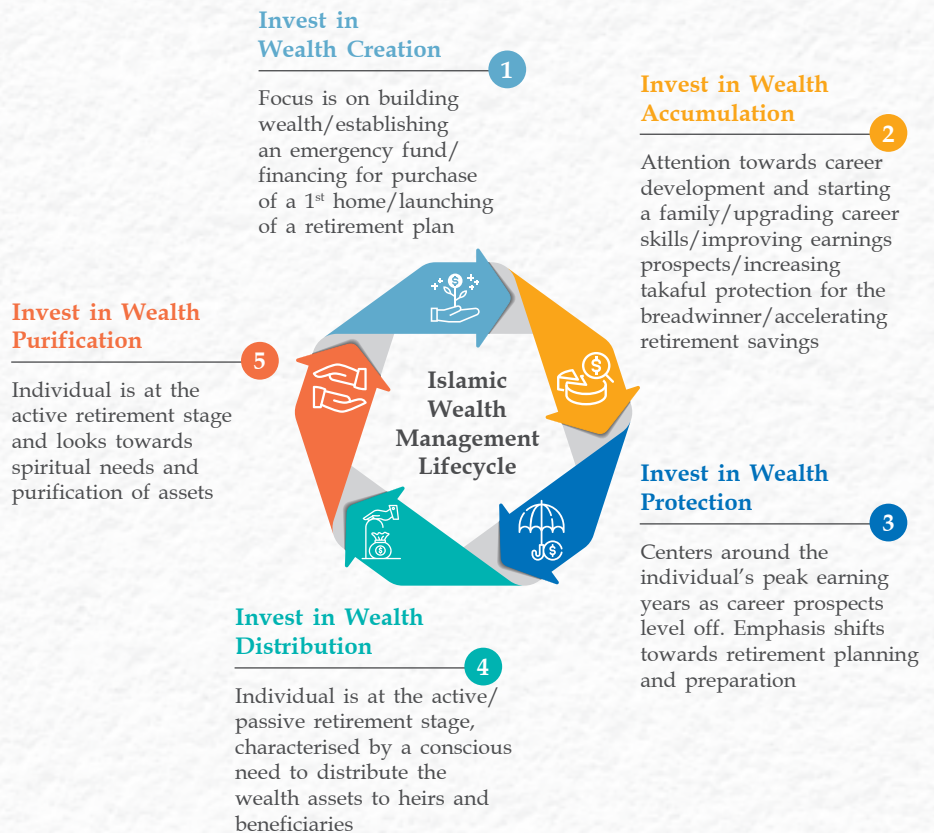 Invest in
Wealth Creation
1
Focus is on building
wealth/establishing
an emergency fund/
financing for purchase
of a 1st home/launching
of a retirement plan
Invest in Wealth
Accumulation
2
Attention towards career
development and starting
a family/upgrading career
skills/improving earnings
prospects/increasing
takaful protection for the
breadwinner/accelerating
retirement savings
Invest in Wealth
Protection
3
Centers around the
individual's peak earning
years as career prospects
level off. Emphasis shifts
towards retirement planning
and preparation
Invest in Wealth
Distribution
4
Individual is at the active/
passive retirement stage,
characterised by a conscious
need to distribute the
wealth assets to heirs and
beneficiaries
Invest in Wealth
Purification
5
Individual is at the
active retirement stage
and looks towards
spiritual needs and
purification of assets
Islamic
Wealth
Management
Lifecycle
$
$
$
$